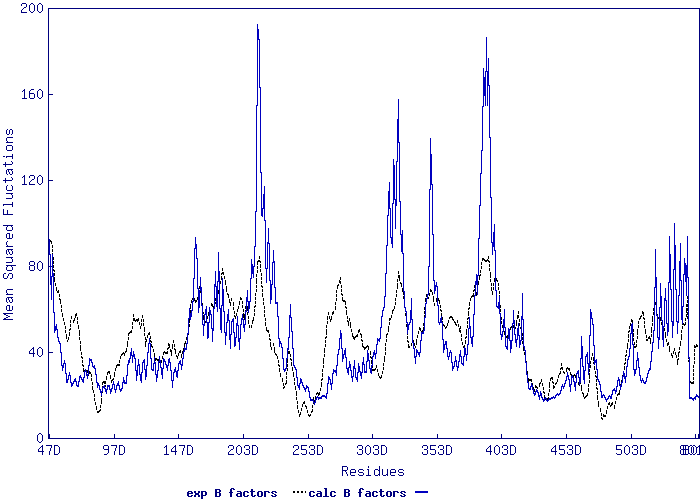 200
160
120
80
40
0
Mean Squared Fluctations
47D 97D 147D 203D 253D 303D 353D 403D 453D 503D
Residues
exp B factors calc B factors